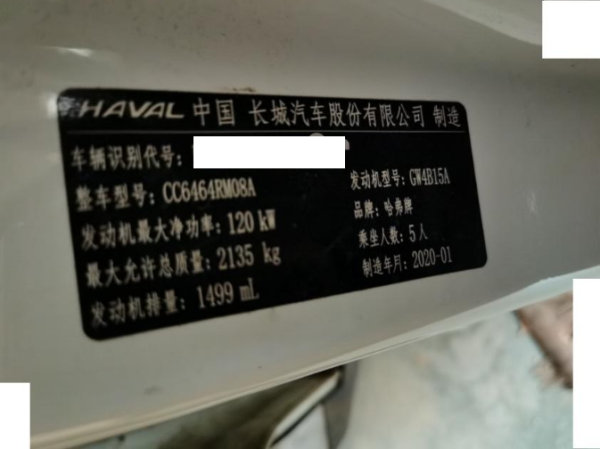 HAVAL 中国 长城汽车股份有限公司 制造
车辆识别代号:
整车型号: CC6464RM08A 发动机型号: GW4B15A
发动机最大净功率: 120 kW 品牌: 哈弗牌
最大允许总质量: 2135 kg 乘坐人数: 5人
发动机排量: 1499 mL 制造年月: 2020-01